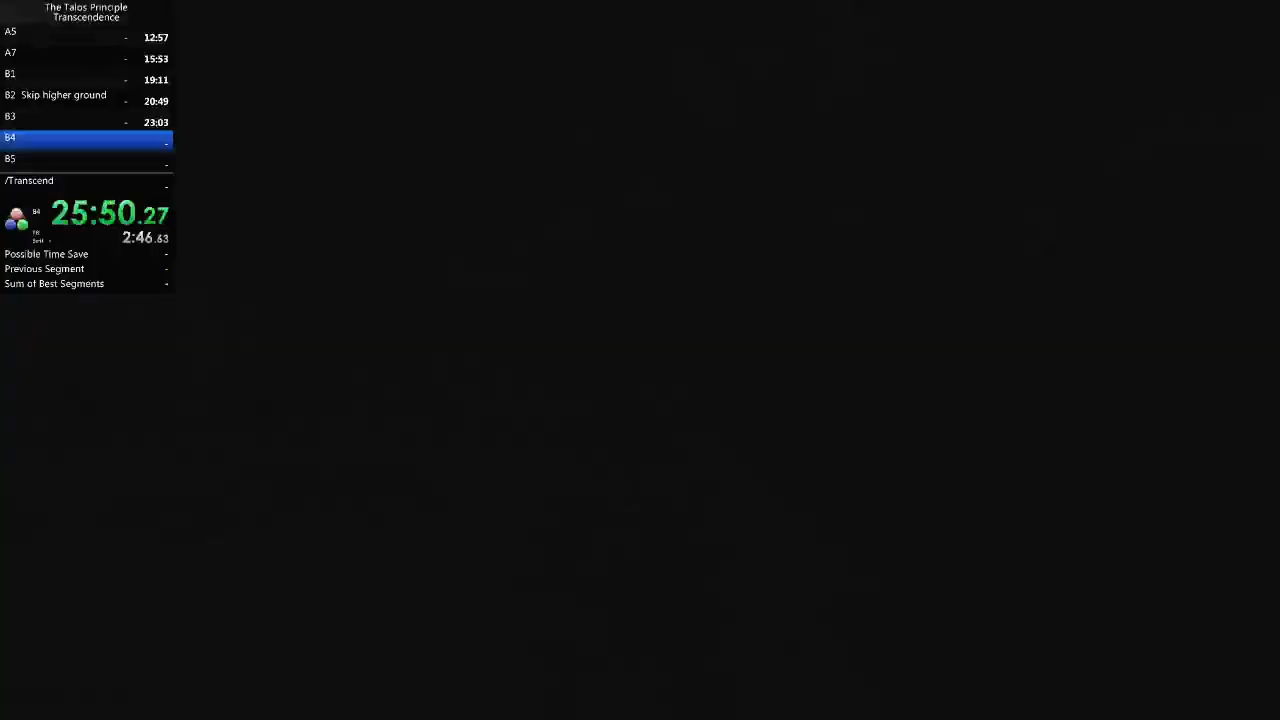 The Talos Principle
Transcendence
A5 - 12:57
A7 - 15:53
B1 - 19:11
B2 Skip higher ground - 20:49
B3 - 23:03
B4 -
B5 -
/Transcend -
B4 25:50.27
2:46.63
Possible Time Save -
Previous Segment -
Sum of Best Segments -